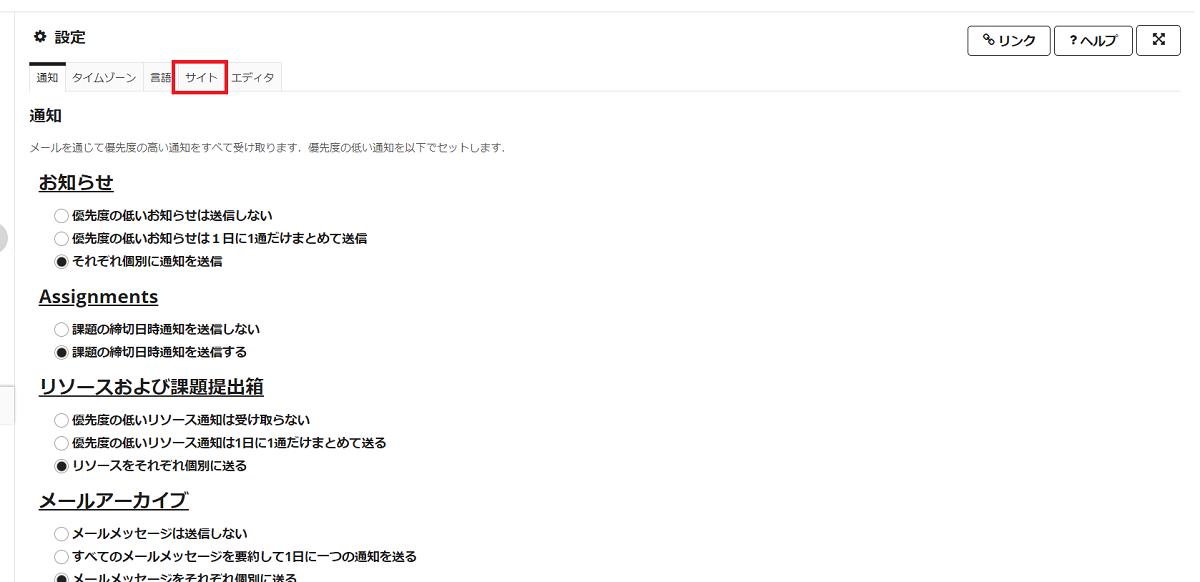 設定
リンク
? ヘルプ
通知 タイムゾーン 言語 サイト エディタ
通知
メールを通じて優先度の高い通知をすべて受け取ります．優先度の低い通知を以下でセットします．
お知らせ
優先度の低いお知らせは送信しない
優先度の低いお知らせは１日に1通だけまとめて送信
それぞれ個別に通知を送信
Assignments
課題の締切日時通知を送信しない
課題の締切日時通知を送信する
リソースおよび課題提出箱
優先度の低いリソース通知は受け取らない
優先度の低いリソース通知は1日に1通だけまとめて送る
リソースをそれぞれ個別に送る
メールアーカイブ
メールメッセージは送信しない
すべてのメールメッセージを要約して1日に一つの通知を送る
メールメッセージをそれぞれ個別に送る